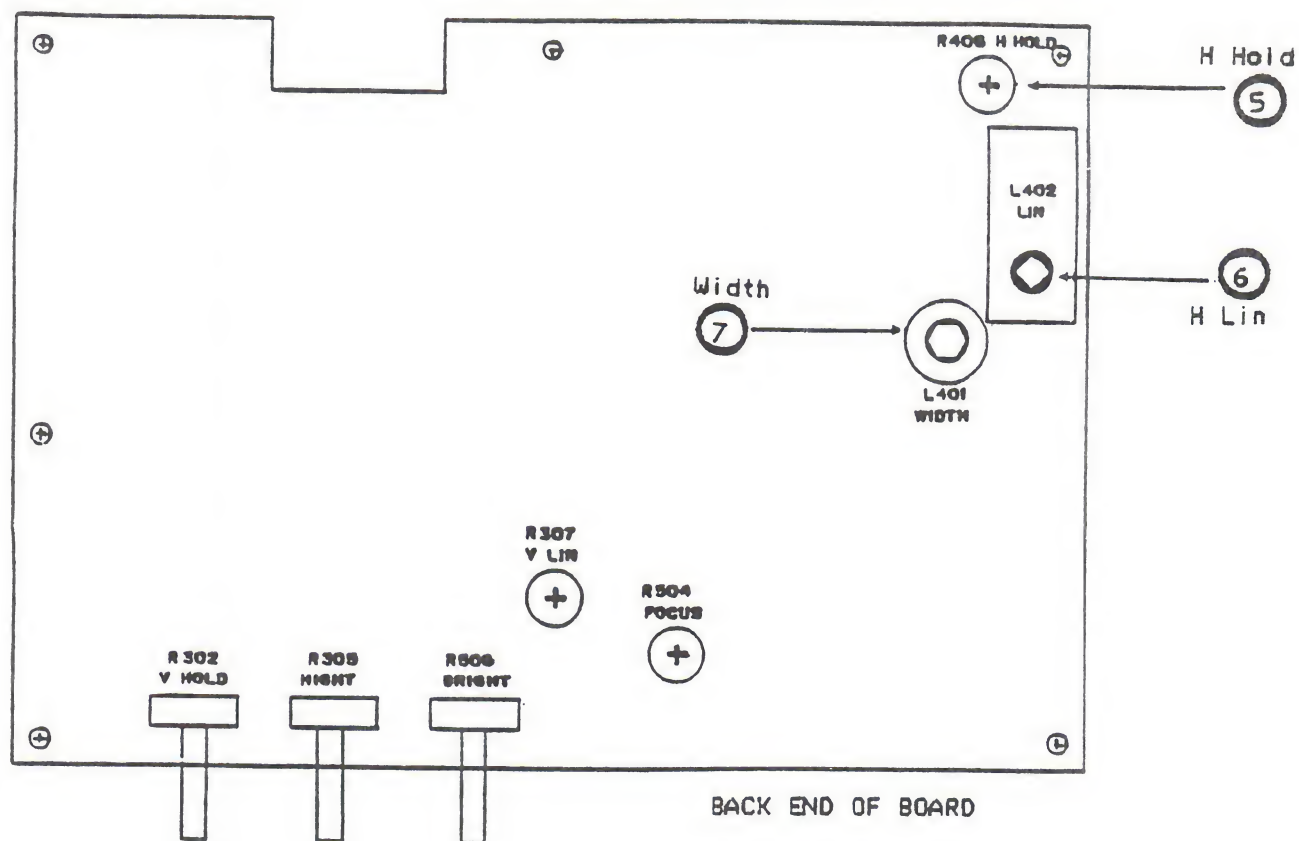 R406 H HOLD
H Hold
5
L402
LIN
6
H Lin
Width
7
L401
WIDTH
R307
V LIN
R504
FOCUS
R302
V HOLD
R305
HIGHT
R506
BRIGHT
BACK END OF BOARD